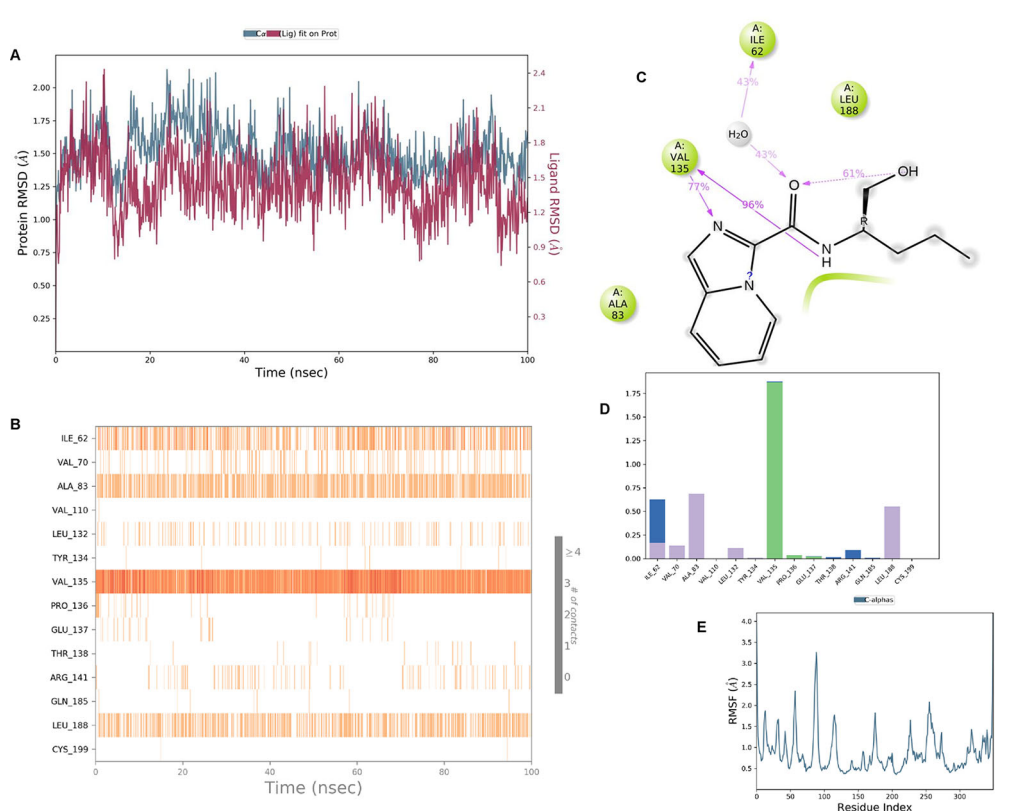 A
Cα (Lig) fit on Prot
Protein RMSD (Å)
2.00
1.75
1.50
1.25
1.00
0.75
0.50
0.25
2.4
2.1
1.8
1.5
1.2
0.9
0.6
0.3
Ligand RMSD (Å)
0 20 40 60 80 100
Time (nsec)
C
A:
ILE
62
43%
A:
LEU
188
H₂O
43%
A:
VAL
135
77%
96%
61%
OH
O
R
N
N
H
?
N
A:
ALA
83
B
ILE_62
VAL_70
ALA_83
VAL_110
LEU_132
TYR_134
VAL_135
PRO_136
GLU_137
THR_138
ARG_141
GLN_185
LEU_188
CYS_199
0 20 40 60 80 100
Time (nsec)
≥4
3
2
1
0
# of contacts
D
1.75
1.50
1.25
1.00
0.75
0.50
0.25
0.00
ILE_62 VAL_70 ALA_83 VAL_110 LEU_132 TYR_134 VAL_135 PRO_136 GLU_137 THR_138 ARG_141 GLN_185 LEU_188 CYS_199
E
C-alphas
RMSF (Å)
4.0
3.5
3.0
2.5
2.0
1.5
1.0
0.5
0 50 100 150 200 250 300
Residue Index